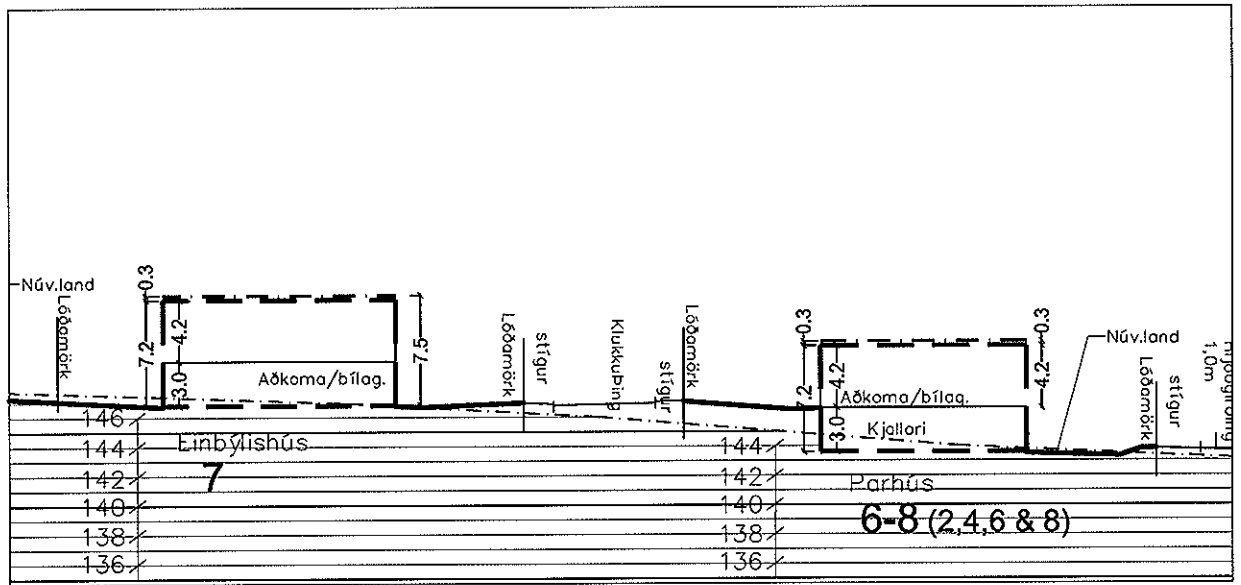 Núv.land
Lóðamörk
0.3
7.2
4.2
3.0
7.5
Aðkoma/bílag.
Lóðamörk
stígur
Klukkuþing
stígur
Lóðamörk
0.3
7.2
4.2
3.0
Aðkoma/bílag.
Kjallari
0.3
4.2
Núv.land
Lóðamörk
stígur
1,0m
146
144
142
140
138
136
Einbýlishús
7
144
142
140
138
136
Parhús
6-8 (2,4,6 & 8)